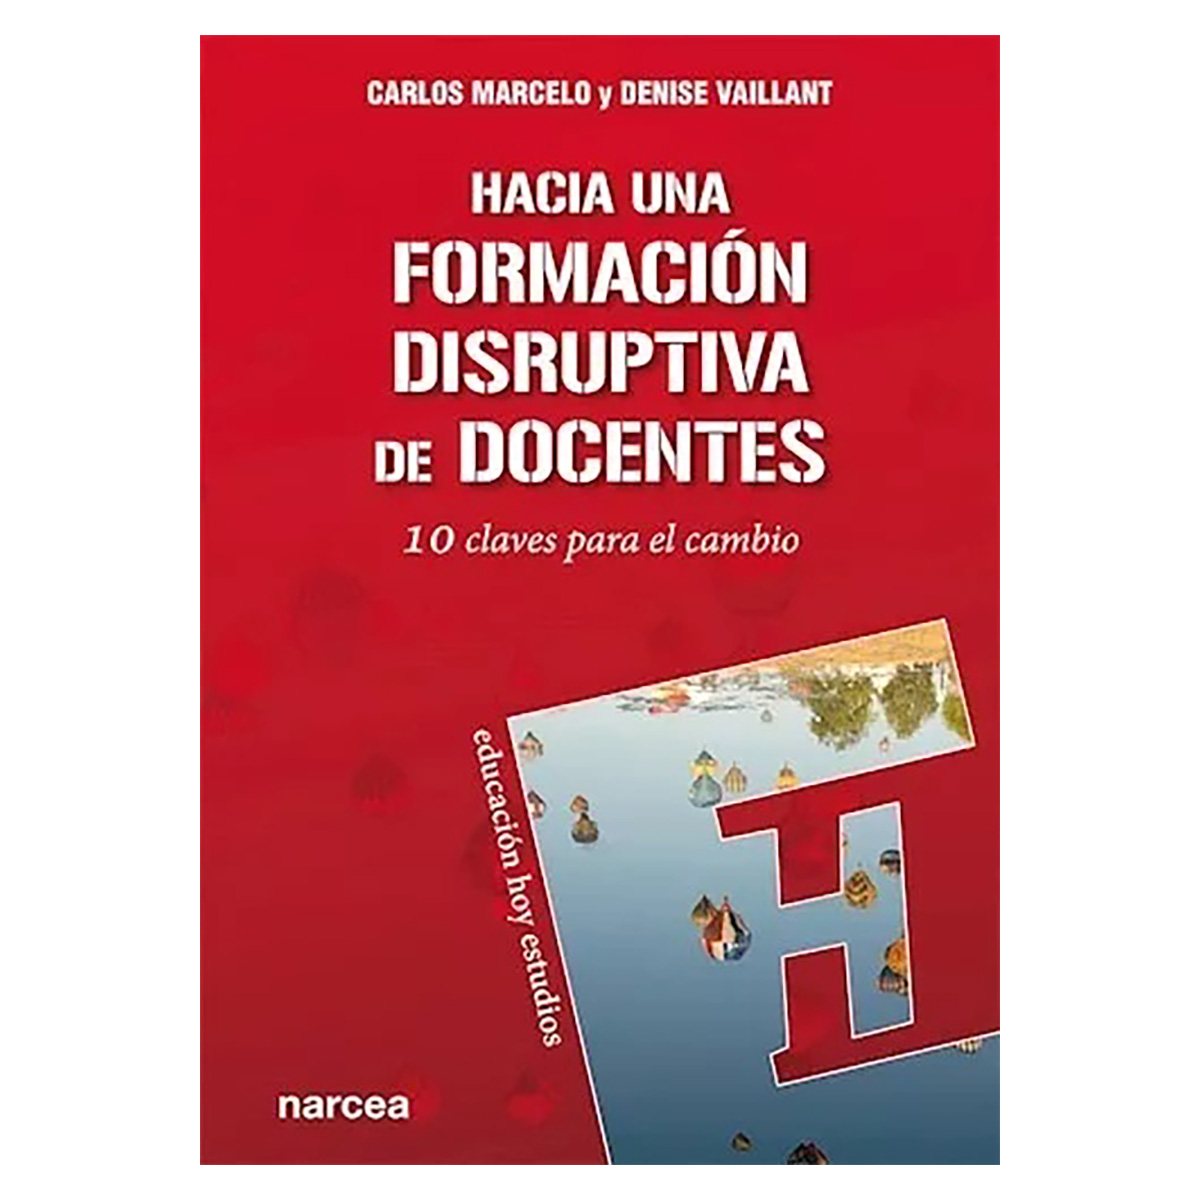 CARLOS MARCELO y DENISE VAILLANT
HACIA UNA
FORMACIÓN
DISRUPTIVA
DE DOCENTES
10 claves para el cambio
educación hoy estudios
H
narcea